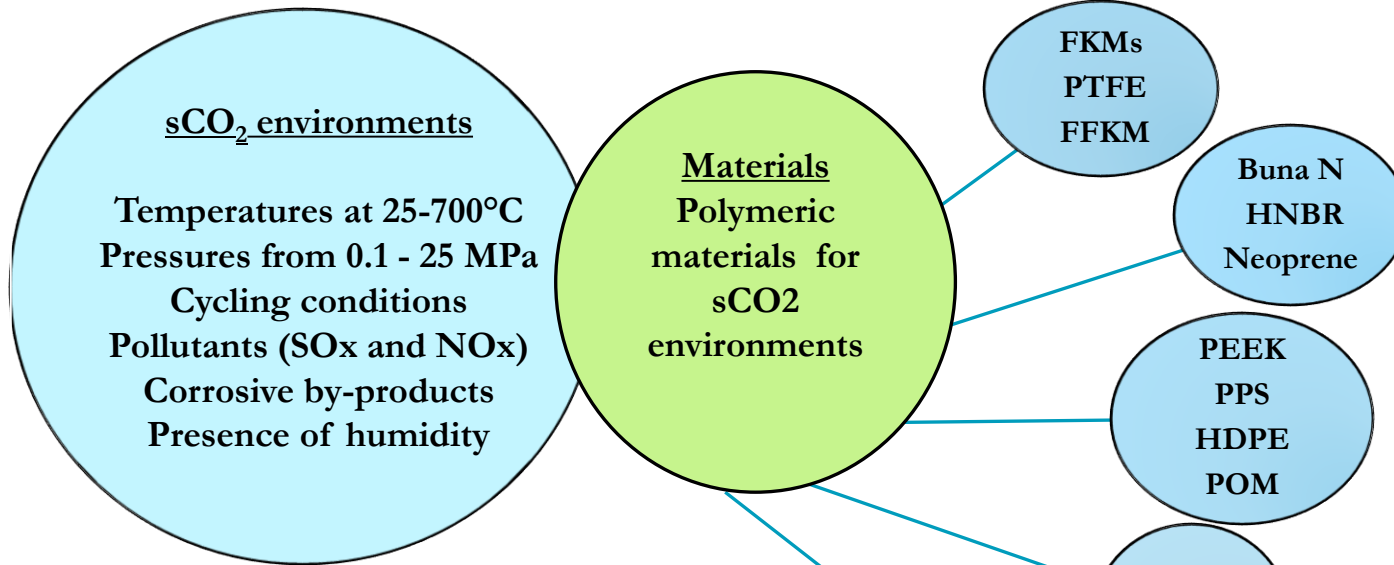 sCO₂ environments
Temperatures at 25-700°C
Pressures from 0.1 - 25 MPa
Cycling conditions
Pollutants (SOx and NOx)
Corrosive by-products
Presence of humidity
Materials
Polymeric
materials for
sCO2
environments
FKMs
PTFE
FFKM
Buna N
HNBR
Neoprene
PEEK
PPS
HDPE
POM